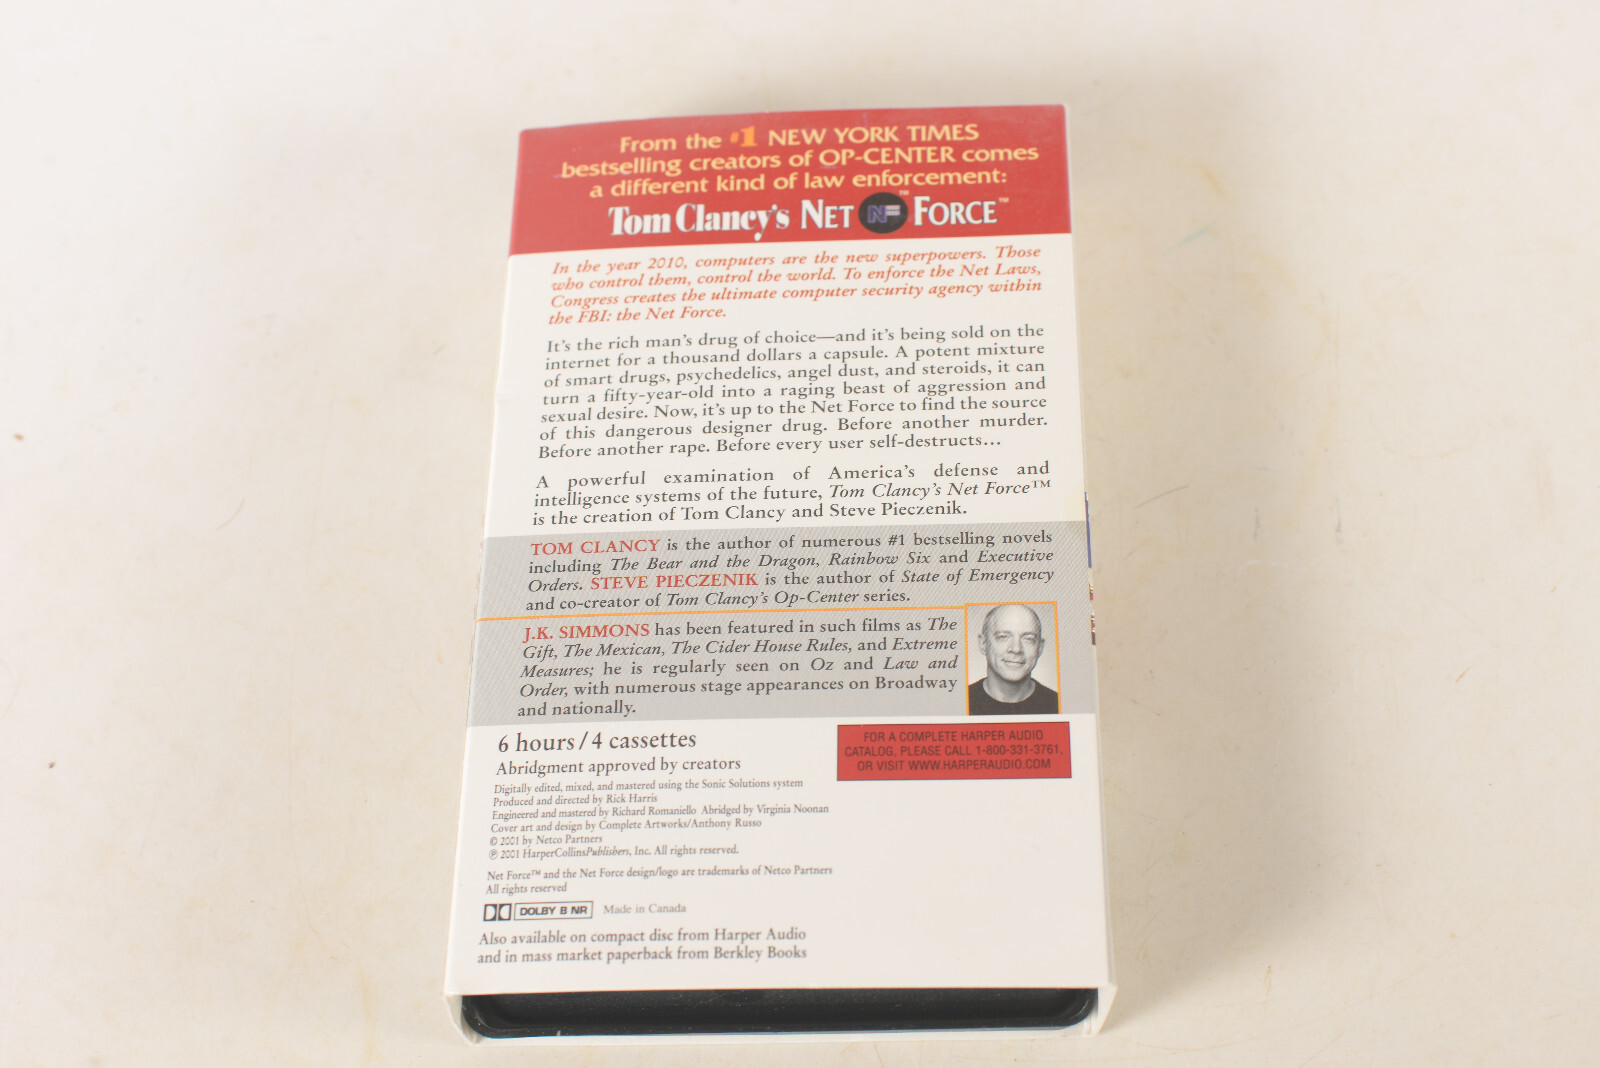 From the #1 NEW YORK TIMES
bestselling creators of OP-CENTER comes
a different kind of law enforcement:
Tom Clancy's NET NF FORCE™
In the year 2010, computers are the new superpowers. Those
who control them, control the world. To enforce the Net Laws,
Congress creates the ultimate computer security agency within
the FBI: the Net Force.
It's the rich man's drug of choice—and it's being sold on the
internet for a thousand dollars a capsule. A potent mixture
of smart drugs, psychedelics, angel dust, and steroids, it can
turn a fifty-year-old into a raging beast of aggression and
sexual desire. Now, it's up to the Net Force to find the source
of this dangerous designer drug. Before another murder.
Before another rape. Before every user self-destructs...
A powerful examination of America's defense and
intelligence systems of the future, Tom Clancy's Net Force™
is the creation of Tom Clancy and Steve Pieczenik.
TOM CLANCY is the author of numerous #1 bestselling novels
including The Bear and the Dragon, Rainbow Six and Executive
Orders. STEVE PIECZENIK is the author of State of Emergency
and co-creator of Tom Clancy's Op-Center series.
J.K. SIMMONS has been featured in such films as The
Gift, The Mexican, The Cider House Rules, and Extreme
Measures; he is regularly seen on Oz and Law and
Order, with numerous stage appearances on Broadway
and nationally.
6 hours / 4 cassettes
Abridgment approved by creators
Digitally edited, mixed, and mastered using the Sonic Solutions system
Produced and directed by Rick Harris
Engineered and mastered by Richard Romaniello Abridged by Virginia Noonan
Cover art and design by Complete Artworks/Anthony Russo
© 2001 by Netco Partners
℗ 2001 HarperCollinsPublishers, Inc. All rights reserved.
Net Force™ and the Net Force design/logo are trademarks of Netco Partners
All rights reserved
DOLBY B NR Made in Canada
Also available on compact disc from Harper Audio
and in mass market paperback from Berkley Books
FOR A COMPLETE HARPER AUDIO
CATALOG, PLEASE CALL 1-800-331-3761,
OR VISIT WWW.HARPERAUDIO.COM